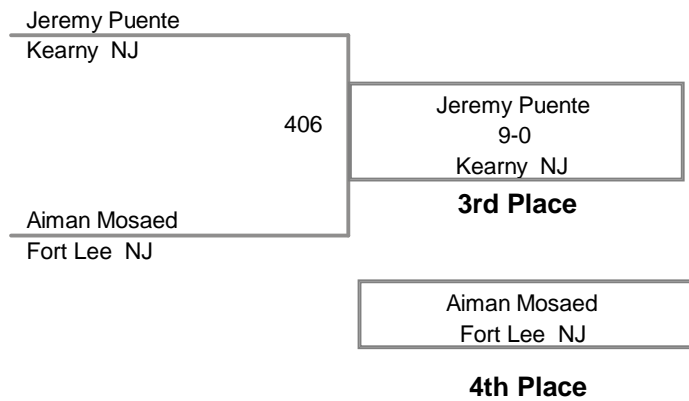 Jeremy Puente
Kearny NJ
406
Jeremy Puente
9-0
Kearny NJ
3rd Place
Aiman Mosaed
Fort Lee NJ
Aiman Mosaed
Fort Lee NJ
4th Place